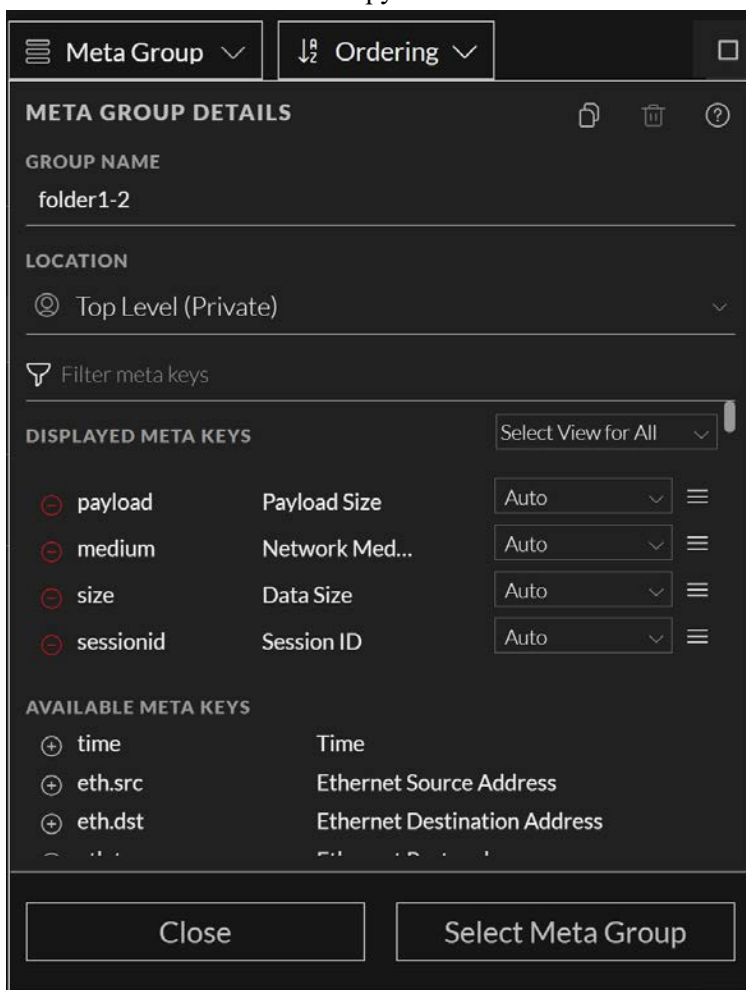 Meta Group
Ordering
META GROUP DETAILS
GROUP NAME
folder1-2
LOCATION
Top Level (Private)
Filter meta keys
DISPLAYED META KEYS Select View for All
payload Payload Size Auto
medium Network Med... Auto
size Data Size Auto
sessionid Session ID Auto
AVAILABLE META KEYS
time Time
eth.src Ethernet Source Address
eth.dst Ethernet Destination Address
Close
Select Meta Group